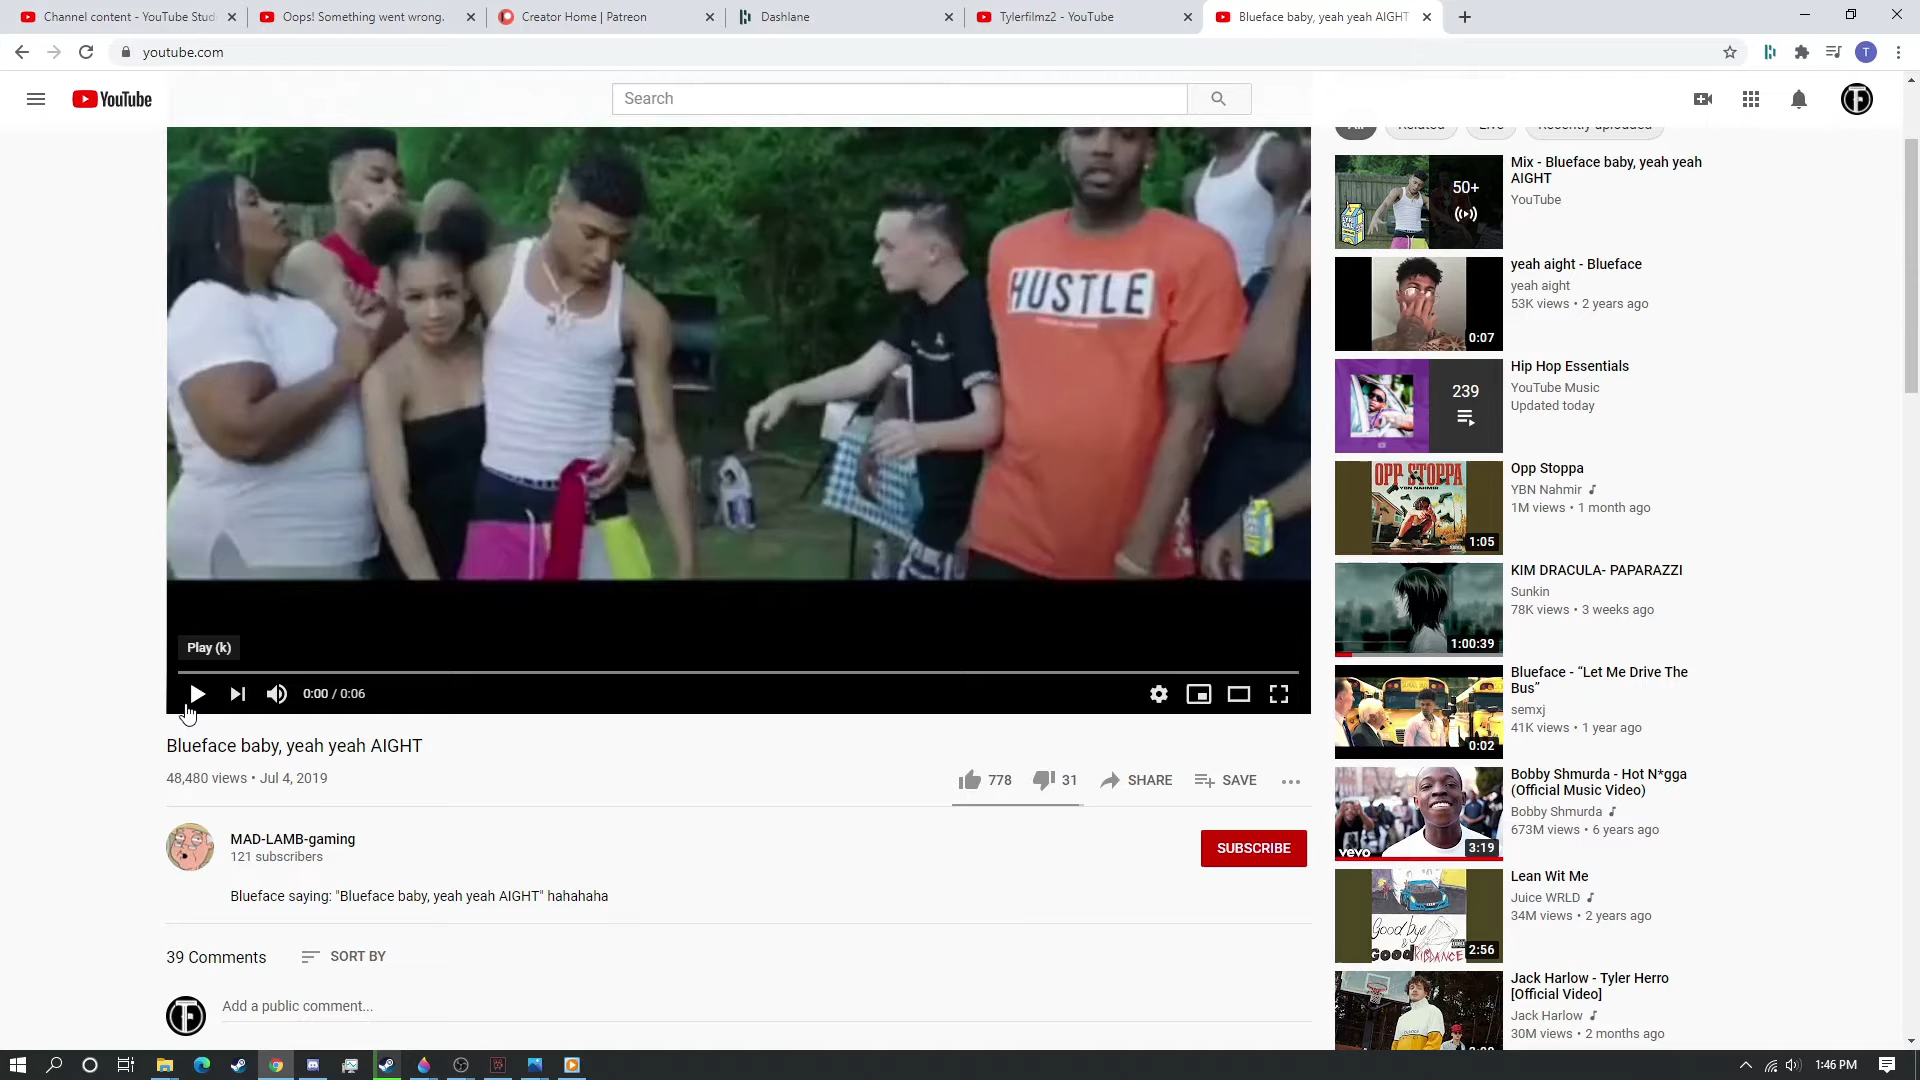 Channel content - YouTube Stud
Oops! Something went wrong.
Creator Home | Patreon
Dashlane
Tylerfilmz2 - YouTube
Blueface baby, yeah yeah AIGHT
youtube.com
T
YouTube
Search
All
Related
Live
Recently uploaded
HUSTLE
Play (k)
0:00 / 0:06
Blueface baby, yeah yeah AIGHT
48,480 views • Jul 4, 2019
778
31
SHARE
SAVE
MAD-LAMB-gaming
121 subscribers
SUBSCRIBE
Blueface saying: "Blueface baby, yeah yeah AIGHT" hahahaha
39 Comments
SORT BY
Add a public comment...
50+
Mix - Blueface baby, yeah yeah
AIGHT
YouTube
0:07
yeah aight - Blueface
yeah aight
53K views • 2 years ago
239
Hip Hop Essentials
YouTube Music
Updated today
OPP STOPPA
YBN NAHMIR
1:05
Opp Stoppa
YBN Nahmir
1M views • 1 month ago
1:00:39
KIM DRACULA- PAPARAZZI
Sunkin
78K views • 3 weeks ago
0:02
Blueface - “Let Me Drive The
Bus”
semxj
41K views • 1 year ago
vevo
3:19
Bobby Shmurda - Hot N*gga
(Official Music Video)
Bobby Shmurda
673M views • 6 years ago
Goodbye
&
Good RIDDANCE
2:56
Lean Wit Me
Juice WRLD
34M views • 2 years ago
Jack Harlow - Tyler Herro
[Official Video]
Jack Harlow
30M views • 2 months ago
1:46 PM